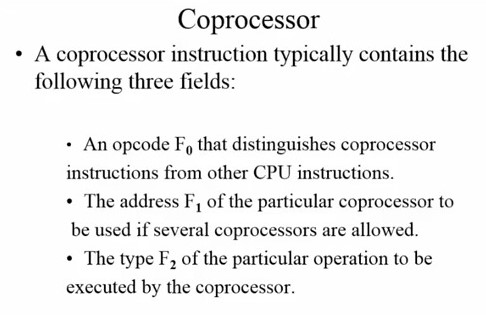 Coprocessor
• A coprocessor instruction typically contains the
following three fields:
• An opcode F₀ that distinguishes coprocessor
instructions from other CPU instructions.
• The address F₁ of the particular coprocessor to
be used if several coprocessors are allowed.
• The type F₂ of the particular operation to be
executed by the coprocessor.